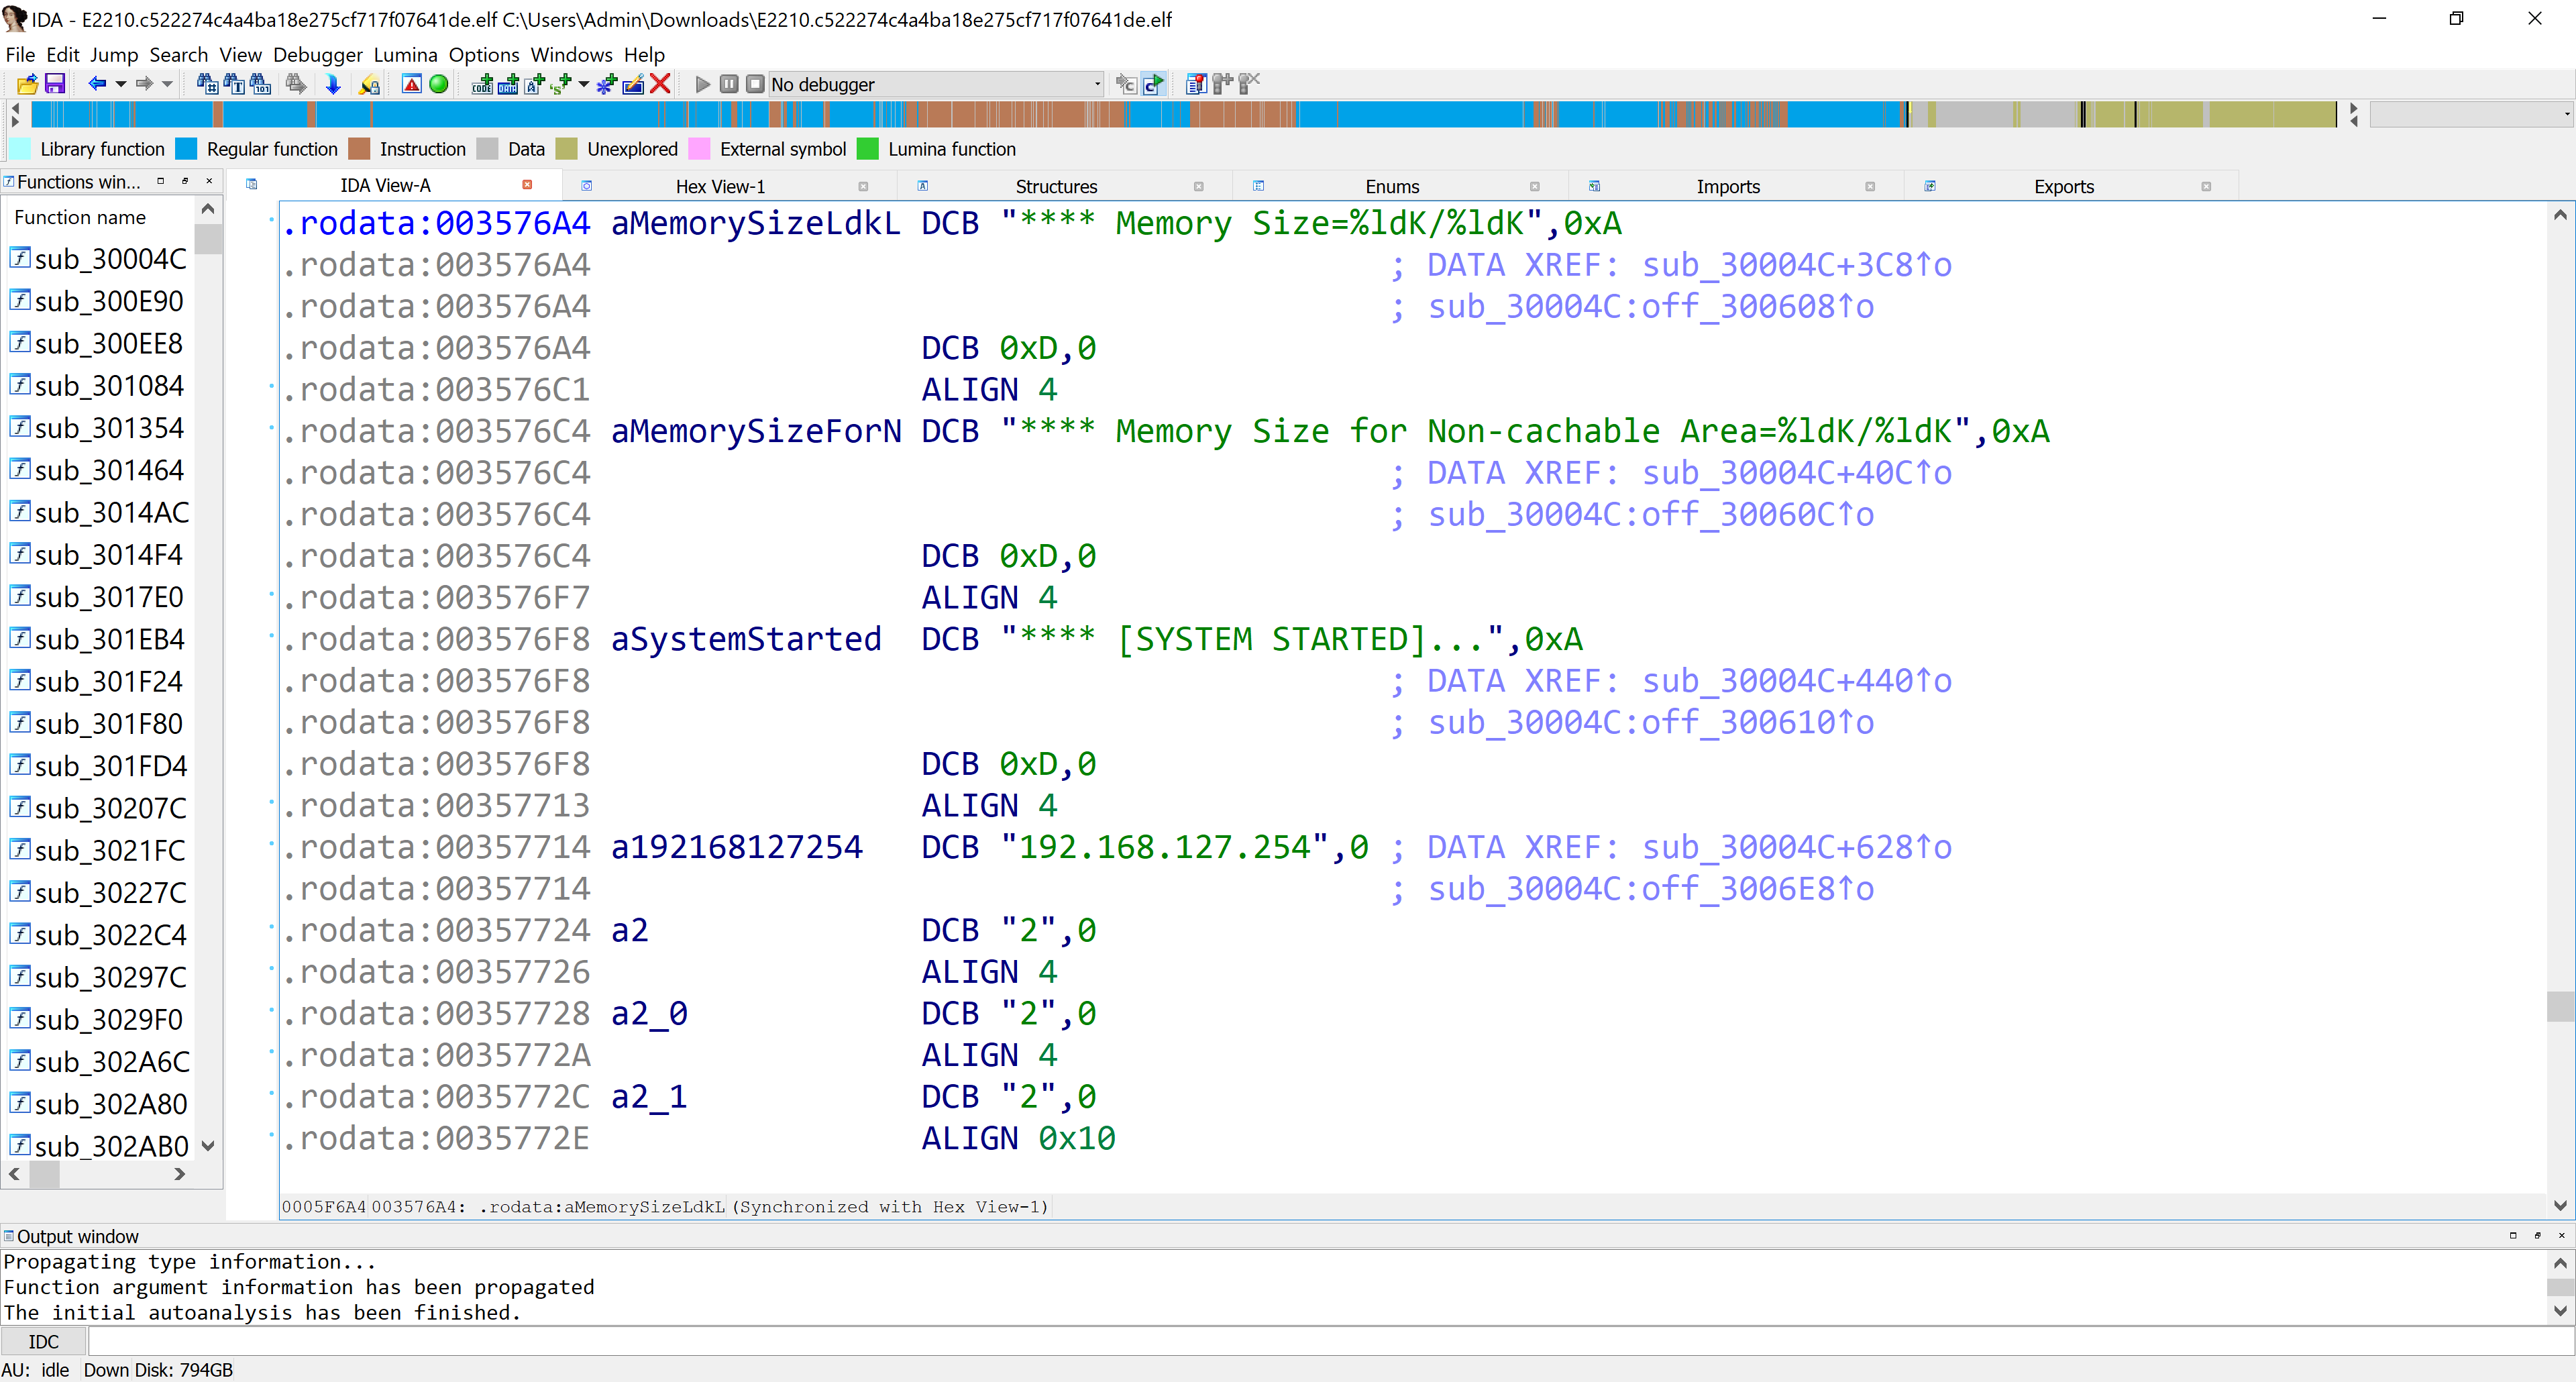 IDA - E2210.c522274c4a4ba18e275cf717f07641de.elf C:\Users\Admin\Downloads\E2210.c522274c4a4ba18e275cf717f07641de.elf
File Edit Jump Search View Debugger Lumina Options Windows Help
No debugger
Library function Regular function Instruction Data Unexplored External symbol Lumina function
Functions win...
IDA View-A Hex View-1 Structures Enums Imports Exports
Function name
sub_30004C
sub_300E90
sub_300EE8
sub_301084
sub_301354
sub_301464
sub_3014AC
sub_3014F4
sub_3017E0
sub_301EB4
sub_301F24
sub_301F80
sub_301FD4
sub_30207C
sub_3021FC
sub_30227C
sub_3022C4
sub_30297C
sub_3029F0
sub_302A6C
sub_302A80
sub_302AB0
.rodata:003576A4 aMemorySizeLdkL DCB "**** Memory Size=%ldK/%ldK",0xA
.rodata:003576A4 ; DATA XREF: sub_30004C+3C8↑o
.rodata:003576A4 ; sub_30004C:off_300608↑o
.rodata:003576A4 DCB 0xD,0
.rodata:003576C1 ALIGN 4
.rodata:003576C4 aMemorySizeForN DCB "**** Memory Size for Non-cachable Area=%ldK/%ldK",0xA
.rodata:003576C4 ; DATA XREF: sub_30004C+40C↑o
.rodata:003576C4 ; sub_30004C:off_30060C↑o
.rodata:003576C4 DCB 0xD,0
.rodata:003576F7 ALIGN 4
.rodata:003576F8 aSystemStarted DCB "**** [SYSTEM STARTED]...",0xA
.rodata:003576F8 ; DATA XREF: sub_30004C+440↑o
.rodata:003576F8 ; sub_30004C:off_300610↑o
.rodata:003576F8 DCB 0xD,0
.rodata:00357713 ALIGN 4
.rodata:00357714 a192168127254 DCB "192.168.127.254",0 ; DATA XREF: sub_30004C+628↑o
.rodata:00357714 ; sub_30004C:off_3006E8↑o
.rodata:00357724 a2 DCB "2",0
.rodata:00357726 ALIGN 4
.rodata:00357728 a2_0 DCB "2",0
.rodata:0035772A ALIGN 4
.rodata:0035772C a2_1 DCB "2",0
.rodata:0035772E ALIGN 0x10
0005F6A4 003576A4: .rodata:aMemorySizeLdkL (Synchronized with Hex View-1)
Output window
Propagating type information...
Function argument information has been propagated
The initial autoanalysis has been finished.
IDC
AU: idle Down Disk: 794GB